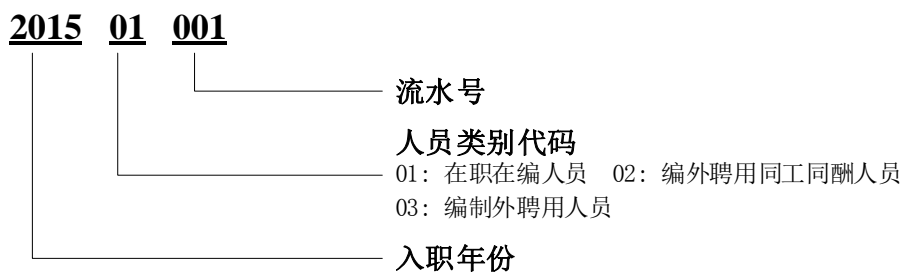 2015 01 001
流水号
人员类别代码
01: 在职在编人员 02: 编外聘用同工同酬人员
03: 编制外聘用人员
入职年份